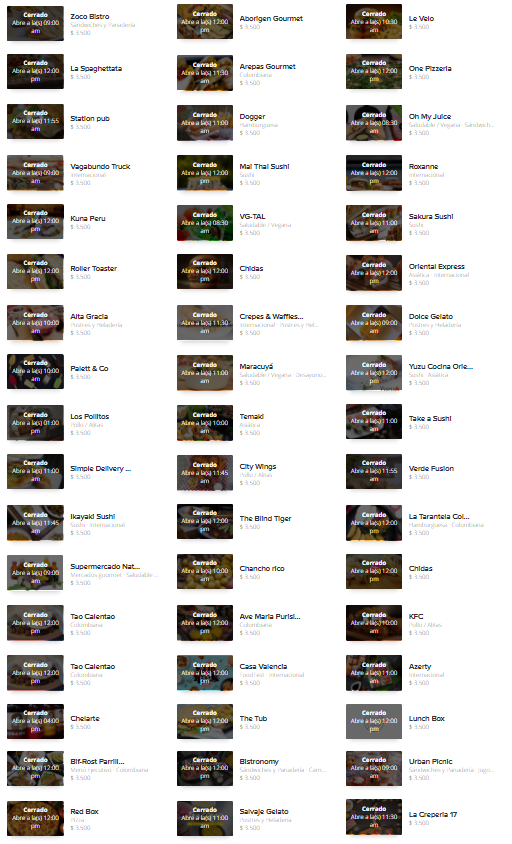 Cerrado
Abre a la(s) 09:00 am
Zoco Bistro
Sándwiches y Panadería
$ 3.500
Cerrado
Abre a la(s) 12:00 pm
Aborigen Gourmet
$ 3.500
Cerrado
Abre a la(s) 10:30 am
Le Velo
$ 3.500
Cerrado
Abre a la(s) 12:00 pm
La Spaghettata
$ 3.500
Cerrado
Abre a la(s) 11:30 am
Arepas Gourmet
Colombiana
$ 3.500
Cerrado
Abre a la(s) 12:00 pm
One Pizzeria
$ 3.500
Cerrado
Abre a la(s) 11:55 am
Station pub
$ 3.500
Cerrado
Abre a la(s) 11:00 am
Dogger
Hamburguesa
$ 3.500
Cerrado
Abre a la(s) 08:30 am
Oh My Juice
Saludable / Vegana · Sándwich...
$ 3.500
Cerrado
Abre a la(s) 09:00 am
Vagabundo Truck
Internacional
$ 3.500
Cerrado
Abre a la(s) 12:00 pm
Mai Thai Sushi
Sushi
$ 3.500
Cerrado
Abre a la(s) 12:00 pm
Roxanne
Internacional
$ 3.500
Cerrado
Abre a la(s) 12:00 pm
Kuna Peru
$ 3.500
Cerrado
Abre a la(s) 08:30 am
VG-TAL
Saludable / Vegana
$ 3.500
Cerrado
Abre a la(s) 11:00 am
Sakura Sushi
Sushi
$ 3.500
Cerrado
Abre a la(s) 12:00 pm
Roller Toaster
$ 3.500
Cerrado
Abre a la(s) 12:00 pm
Chidas
$ 3.500
Cerrado
Abre a la(s) 12:00 pm
Oriental Express
Asiática · Internacional
$ 3.500
Cerrado
Abre a la(s) 10:00 am
Alta Gracia
Postres y Heladería
$ 3.500
Cerrado
Abre a la(s) 11:30 am
Crepes & Waffles...
Internacional · Postres y Hel...
$ 3.500
Cerrado
Abre a la(s) 09:00 am
Dolce Gelato
Postres y Heladería
$ 3.500
Cerrado
Abre a la(s) 10:00 am
Palett & Co
$ 3.500
Cerrado
Abre a la(s) 11:00 am
Maracuyá
Saludable / Vegana · Desayuno...
$ 3.500
Cerrado
Abre a la(s) 12:00 pm
Yuzu Cocina Orie...
Sushi · Asiática
$ 3.500
Cerrado
Abre a la(s) 01:00 pm
Los Pollitos
Pollo / Alitas
$ 3.500
Cerrado
Abre a la(s) 10:00 am
Temaki
Asiática
$ 3.500
Cerrado
Abre a la(s) 11:00 am
Take a Sushi
$ 3.500
Cerrado
Abre a la(s) 11:00 am
Simple Delivery ...
$ 3.500
Cerrado
Abre a la(s) 11:45 am
City Wings
Pollo / Alitas
$ 3.500
Cerrado
Abre a la(s) 11:55 am
Verde Fusion
$ 3.500
Cerrado
Abre a la(s) 11:45 am
Ikayaki Sushi
Sushi · Internacional
$ 3.500
Cerrado
Abre a la(s) 12:00 pm
The Blind Tiger
$ 3.500
Cerrado
Abre a la(s) 12:00 pm
La Tarantela Col...
Hamburguesa · Colombiana
$ 3.500
Cerrado
Abre a la(s) 09:00 am
Supermercado Nat...
Mercados gourmet · Saludable ...
$ 3.500
Cerrado
Abre a la(s) 10:00 am
Chancho rico
$ 3.500
Cerrado
Abre a la(s) 12:00 pm
Chidas
$ 3.500
Cerrado
Abre a la(s) 12:00 pm
Tao Calentao
Colombiana
$ 3.500
Cerrado
Abre a la(s) 12:00 pm
Ave Maria Purisi...
Colombiana
$ 3.500
Cerrado
Abre a la(s) 10:00 am
KFC
Pollo / Alitas
$ 3.500
Cerrado
Abre a la(s) 12:00 pm
Tao Calentao
Colombiana
$ 3.500
Cerrado
Abre a la(s) 12:00 pm
Casa Valencia
Internacional
$ 3.500
Cerrado
Abre a la(s) 11:00 am
Azerty
Internacional
$ 3.500
Cerrado
Abre a la(s) 04:00 pm
Chelarte
$ 3.500
Cerrado
Abre a la(s) 12:00 pm
The Tub
$ 3.500
Cerrado
Abre a la(s) 12:00 pm
Lunch Box
$ 3.500
Cerrado
Abre a la(s) 12:00 pm
Bif-Rost Parrill...
Menú ejecutivo · Colombiana
$ 3.500
Cerrado
Abre a la(s) 12:00 pm
Bistronomy
Sándwiches y Panadería · Carn...
$ 3.500
Cerrado
Abre a la(s) 09:00 am
Urban Picnic
Sándwiches y Panadería · Jugo...
$ 3.500
Cerrado
Abre a la(s) 12:00 pm
Red Box
Pizza
$ 3.500
Cerrado
Abre a la(s) 11:00 am
Salvaje Gelato
Postres y Heladería
$ 3.500
Cerrado
Abre a la(s) 11:30 am
La Creperia 17
$ 3.500